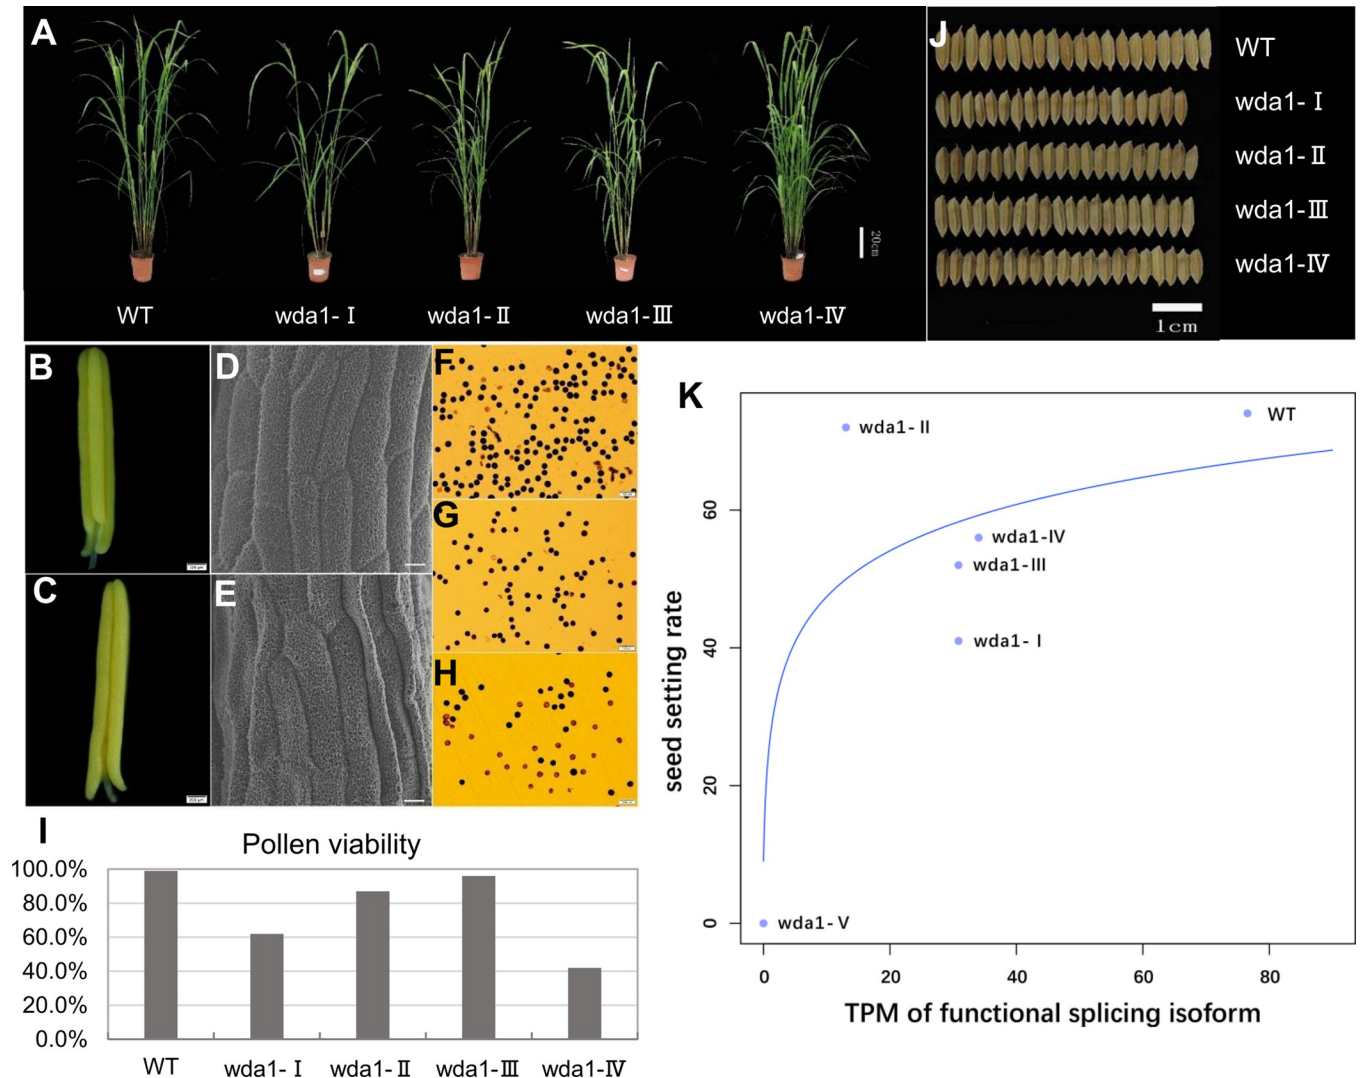 A
WT
wda1-Ⅰ
wda1-Ⅱ
wda1-Ⅲ
wda1-Ⅳ
20cm
J
WT
wda1-Ⅰ
wda1-Ⅱ
wda1-Ⅲ
wda1-Ⅳ
1cm
B
C
D
E
F
G
H
I
Pollen viability
100.0%
80.0%
60.0%
40.0%
20.0%
0.0%
WT
wda1-Ⅰ
wda1-Ⅱ
wda1-Ⅲ
wda1-Ⅳ
K
seed setting rate
60
40
20
0
WT
wda1-Ⅱ
wda1-Ⅳ
wda1-Ⅲ
wda1-Ⅰ
wda1-Ⅴ
0 20 40 60 80
TPM of functional splicing isoform